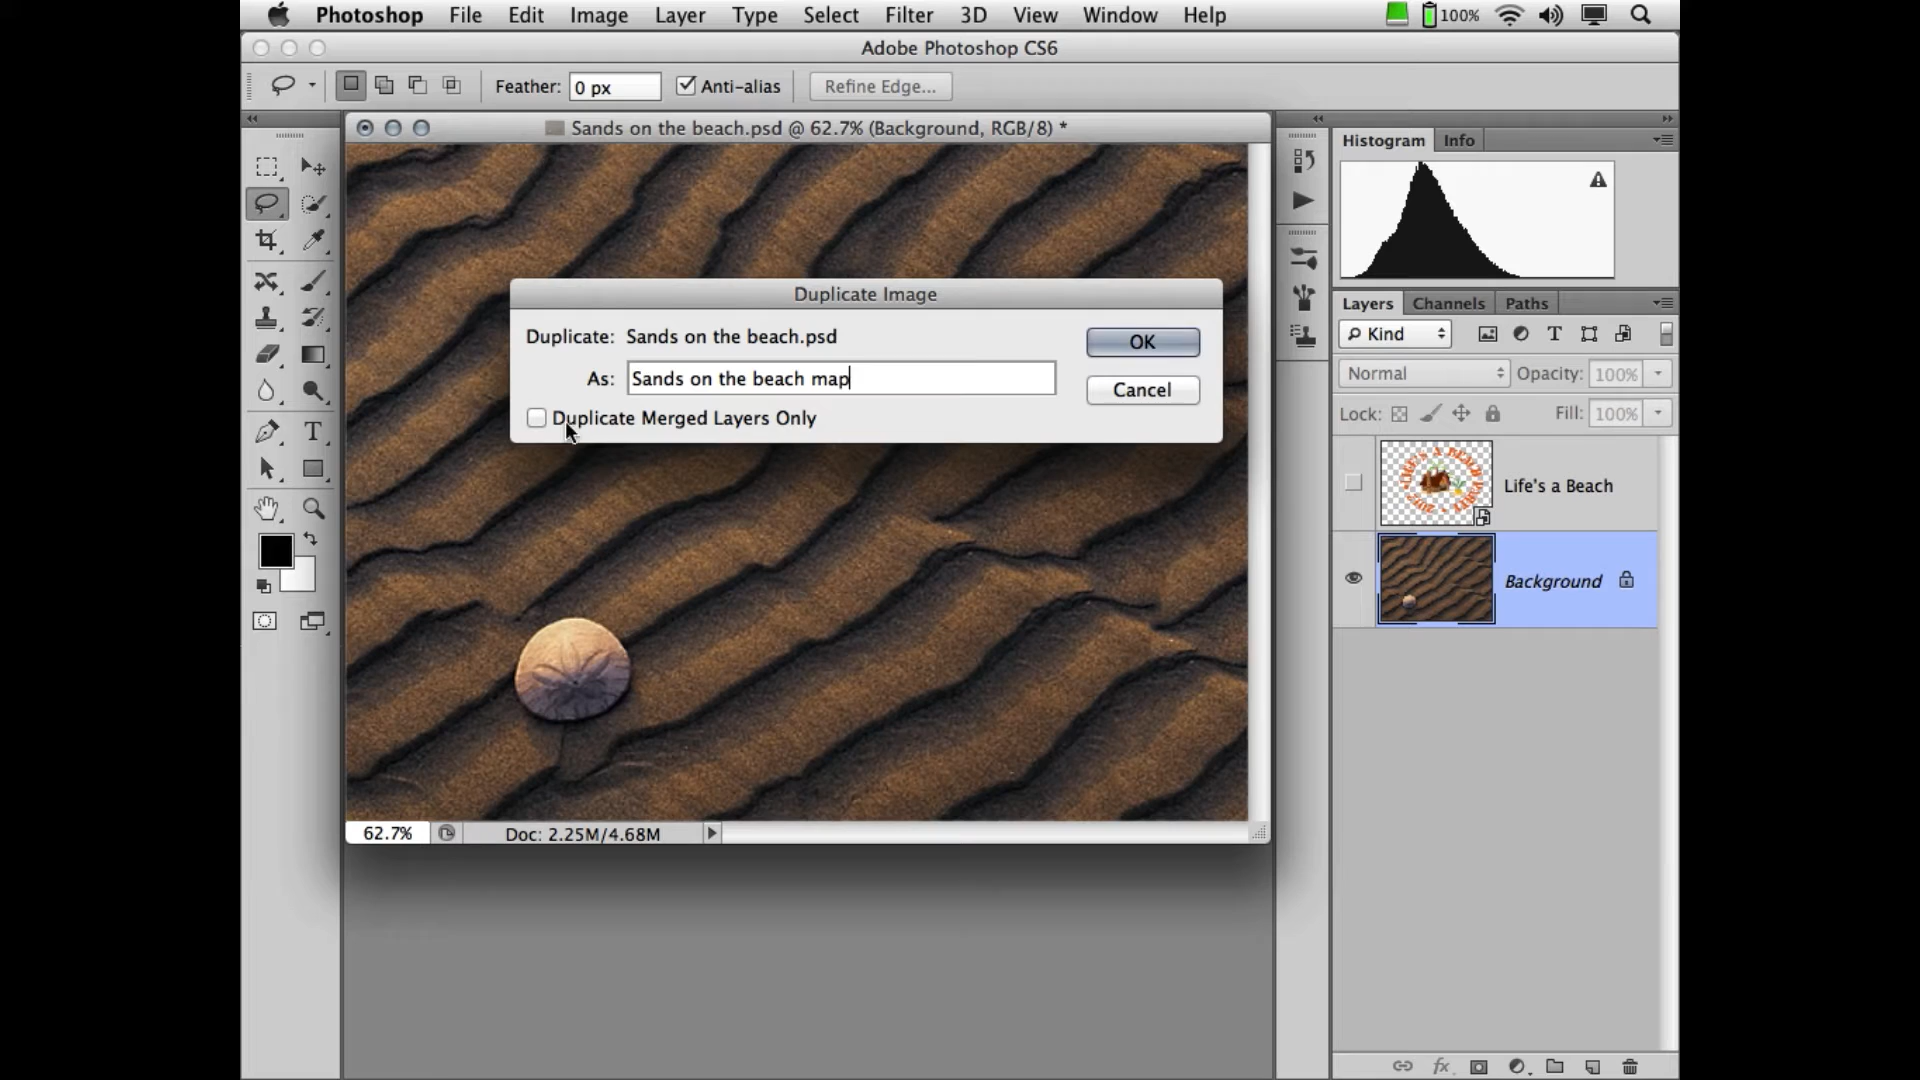 Photoshop File Edit Image Layer Type Select Filter 3D View Window Help 100%
Adobe Photoshop CS6
Feather: 0 px Anti-alias Refine Edge...
Sands on the beach.psd @ 62.7% (Background, RGB/8) *
Histogram Info
Duplicate Image
Duplicate: Sands on the beach.psd
OK
As: Sands on the beach map
Cancel
Duplicate Merged Layers Only
Layers Channels Paths
Kind
Normal Opacity: 100%
Lock: Fill: 100%
Life's a Beach
Background
62.7% Doc: 2.25M/4.68M